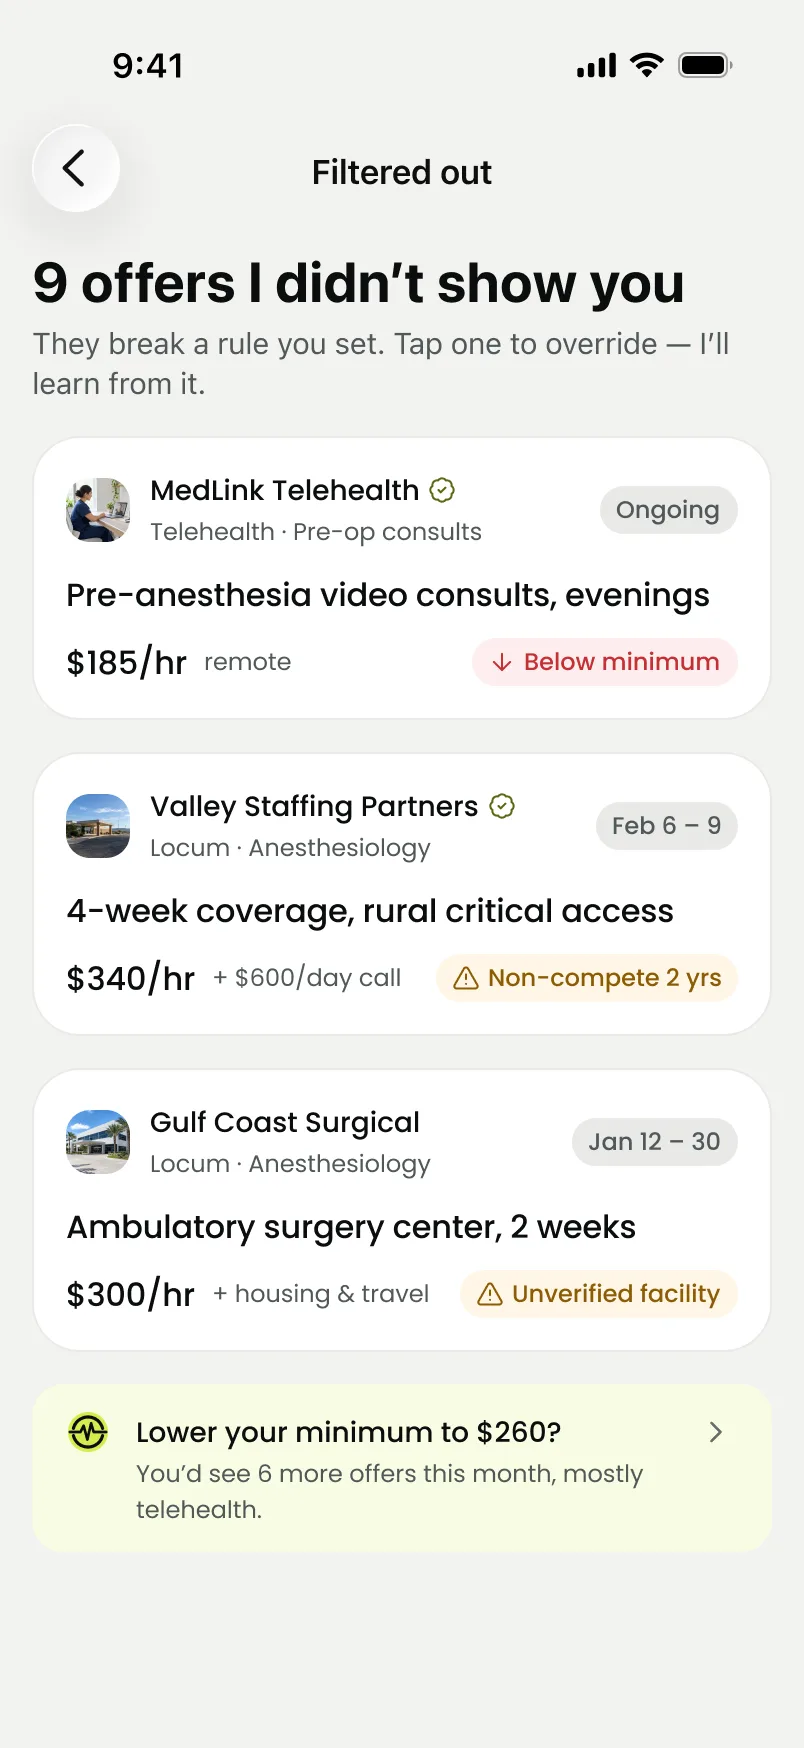 9:41
Filtered out
9 offers I didn't show you
They break a rule you set. Tap one to override — I'll
learn from it.
MedLink Telehealth
Telehealth · Pre-op consults
Ongoing
Pre-anesthesia video consults, evenings
$185/hr remote
Below minimum
Valley Staffing Partners
Locum · Anesthesiology
Feb 6 – 9
4-week coverage, rural critical access
$340/hr + $600/day call
Non-compete 2 yrs
Gulf Coast Surgical
Locum · Anesthesiology
Jan 12 – 30
Ambulatory surgery center, 2 weeks
$300/hr + housing & travel
Unverified facility
Lower your minimum to $260?
You'd see 6 more offers this month, mostly
telehealth.